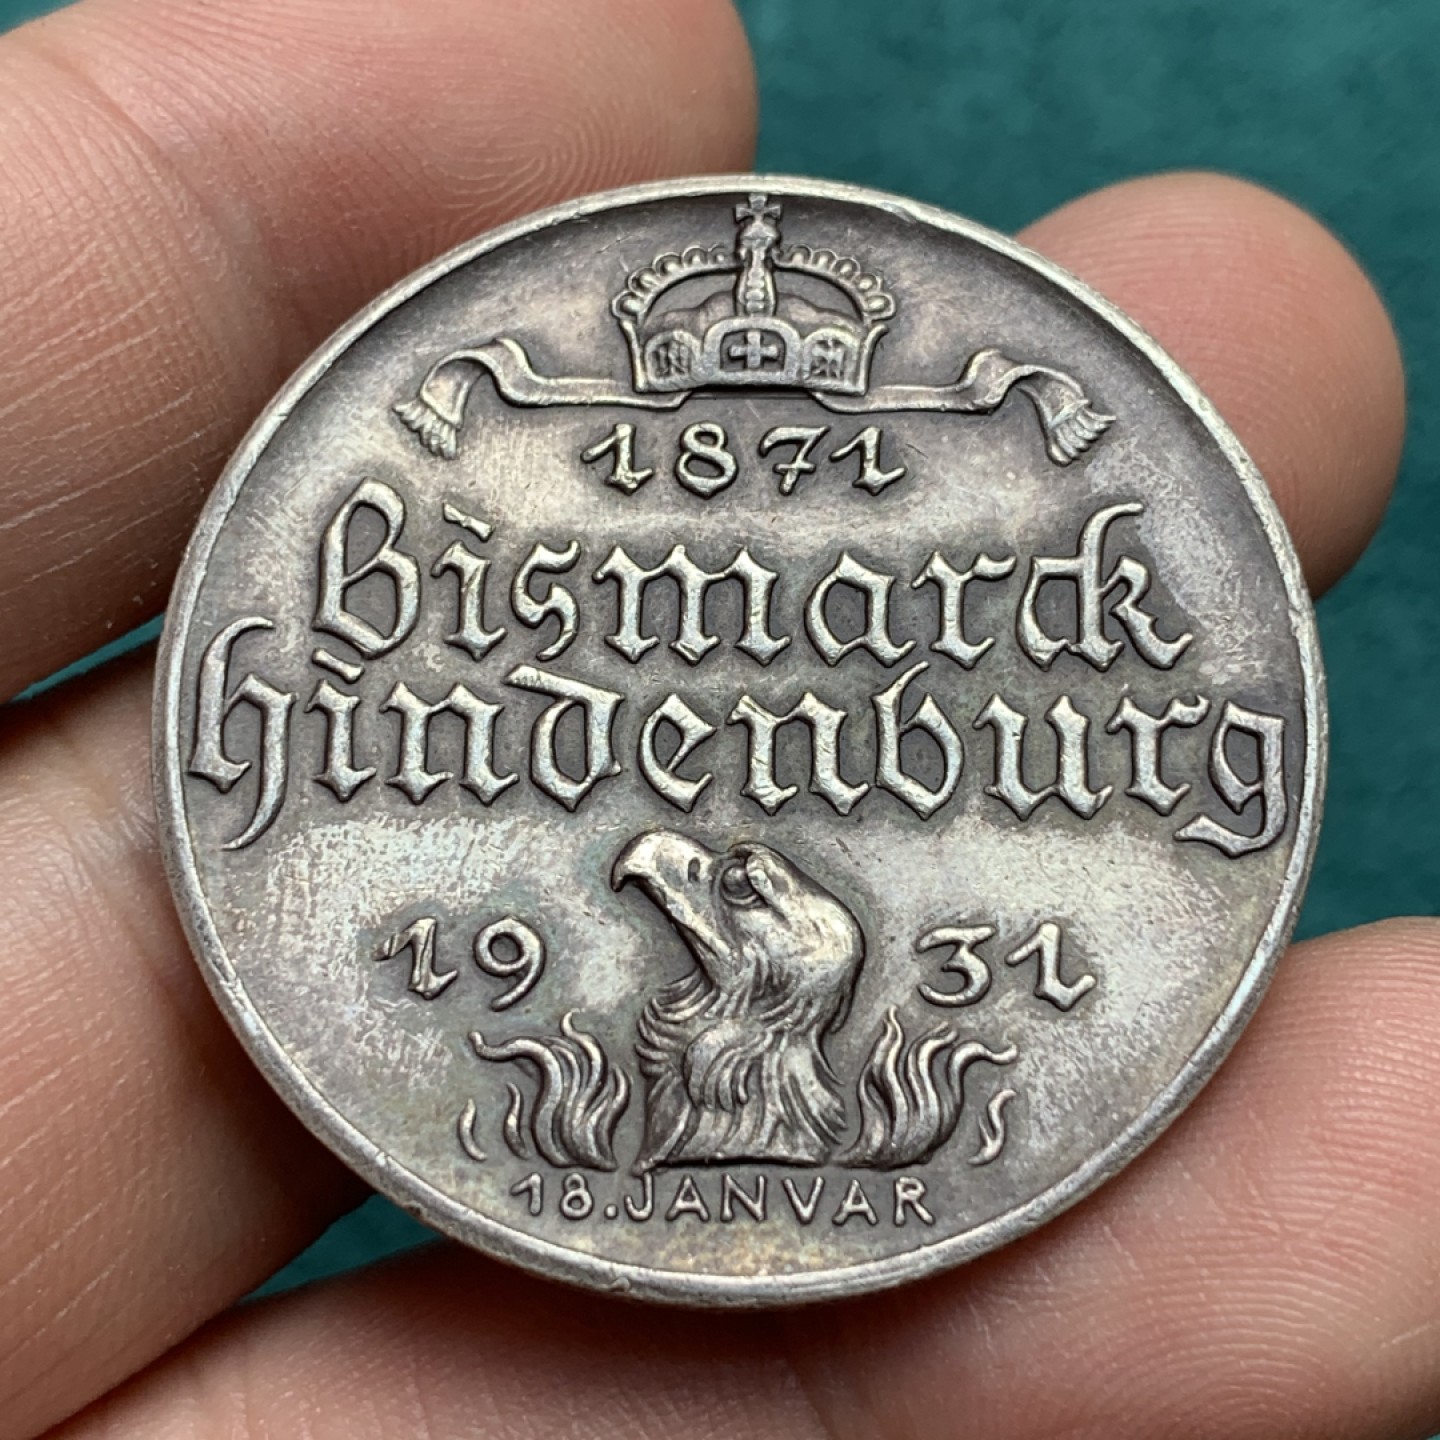 1871
Bismarck
Hindenburg
19 31
18.JANVAR